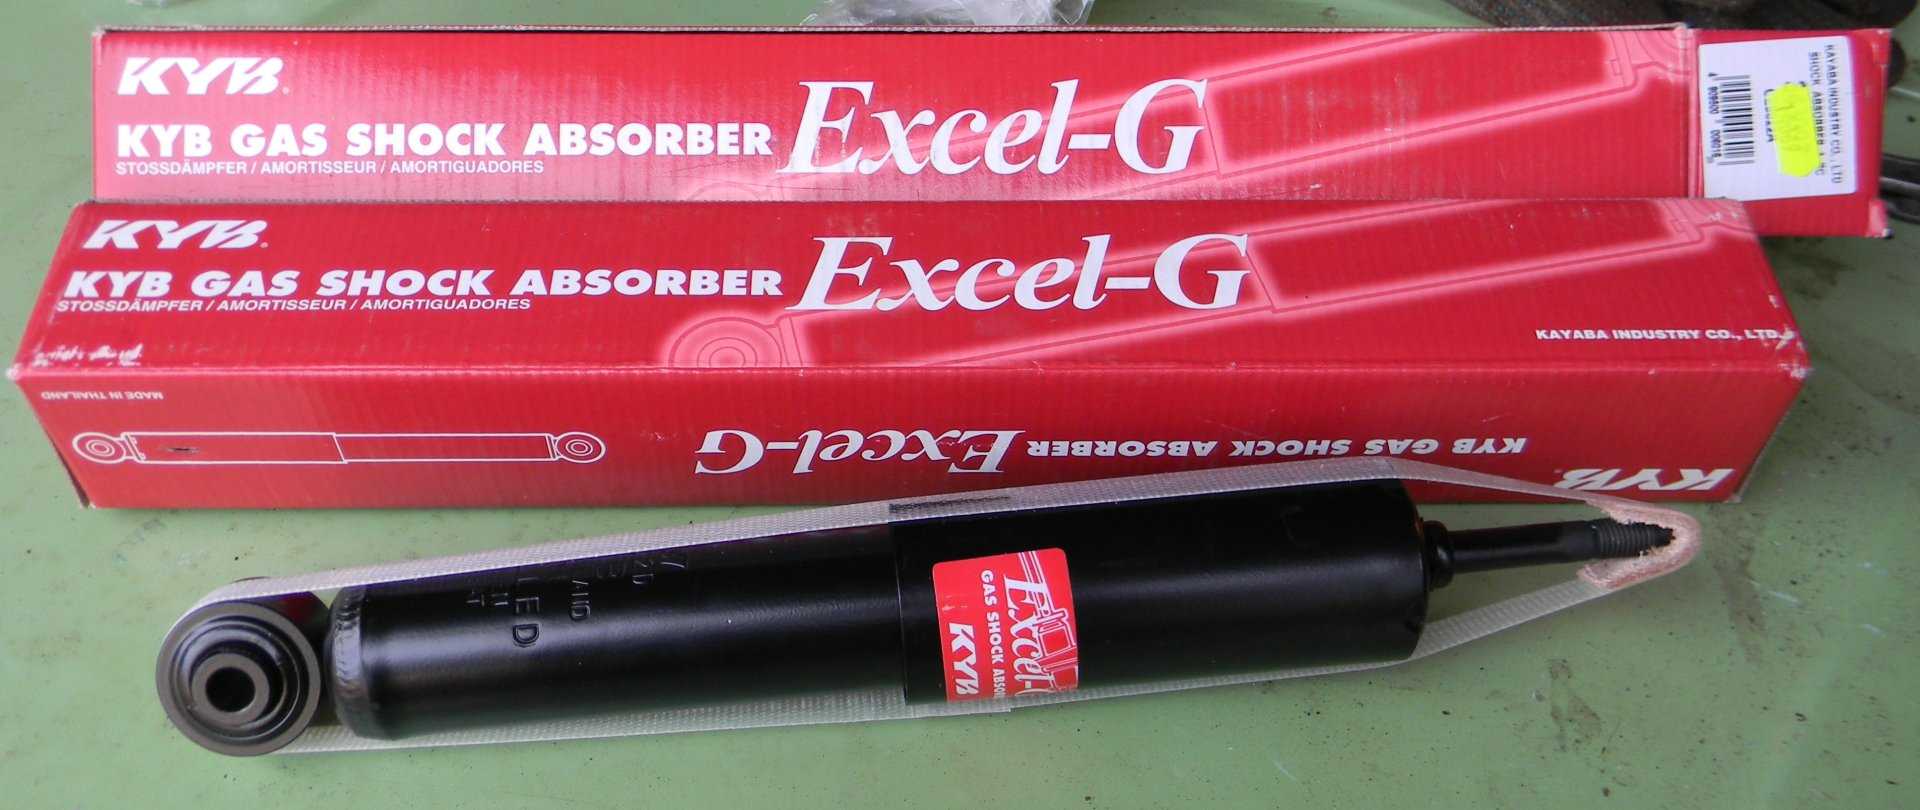 KYB
KYB GAS SHOCK ABSORBER
STOSSDÄMPFER / AMORTISSEUR / AMORTIGUADORES
Excel-G
KAYABA INDUSTRY CO., LTD
SHOCK ABSORBER
KYB
KYB GAS SHOCK ABSORBER
STOSSDÄMPFER / AMORTISSEUR / AMORTIGUADORES
Excel-G
KAYABA INDUSTRY CO., LTD.
MADE IN THAILAND
Excel-G
KYB GAS SHOCK ABSORBER
KYB
Excel-
GAS SHOCK
KYB